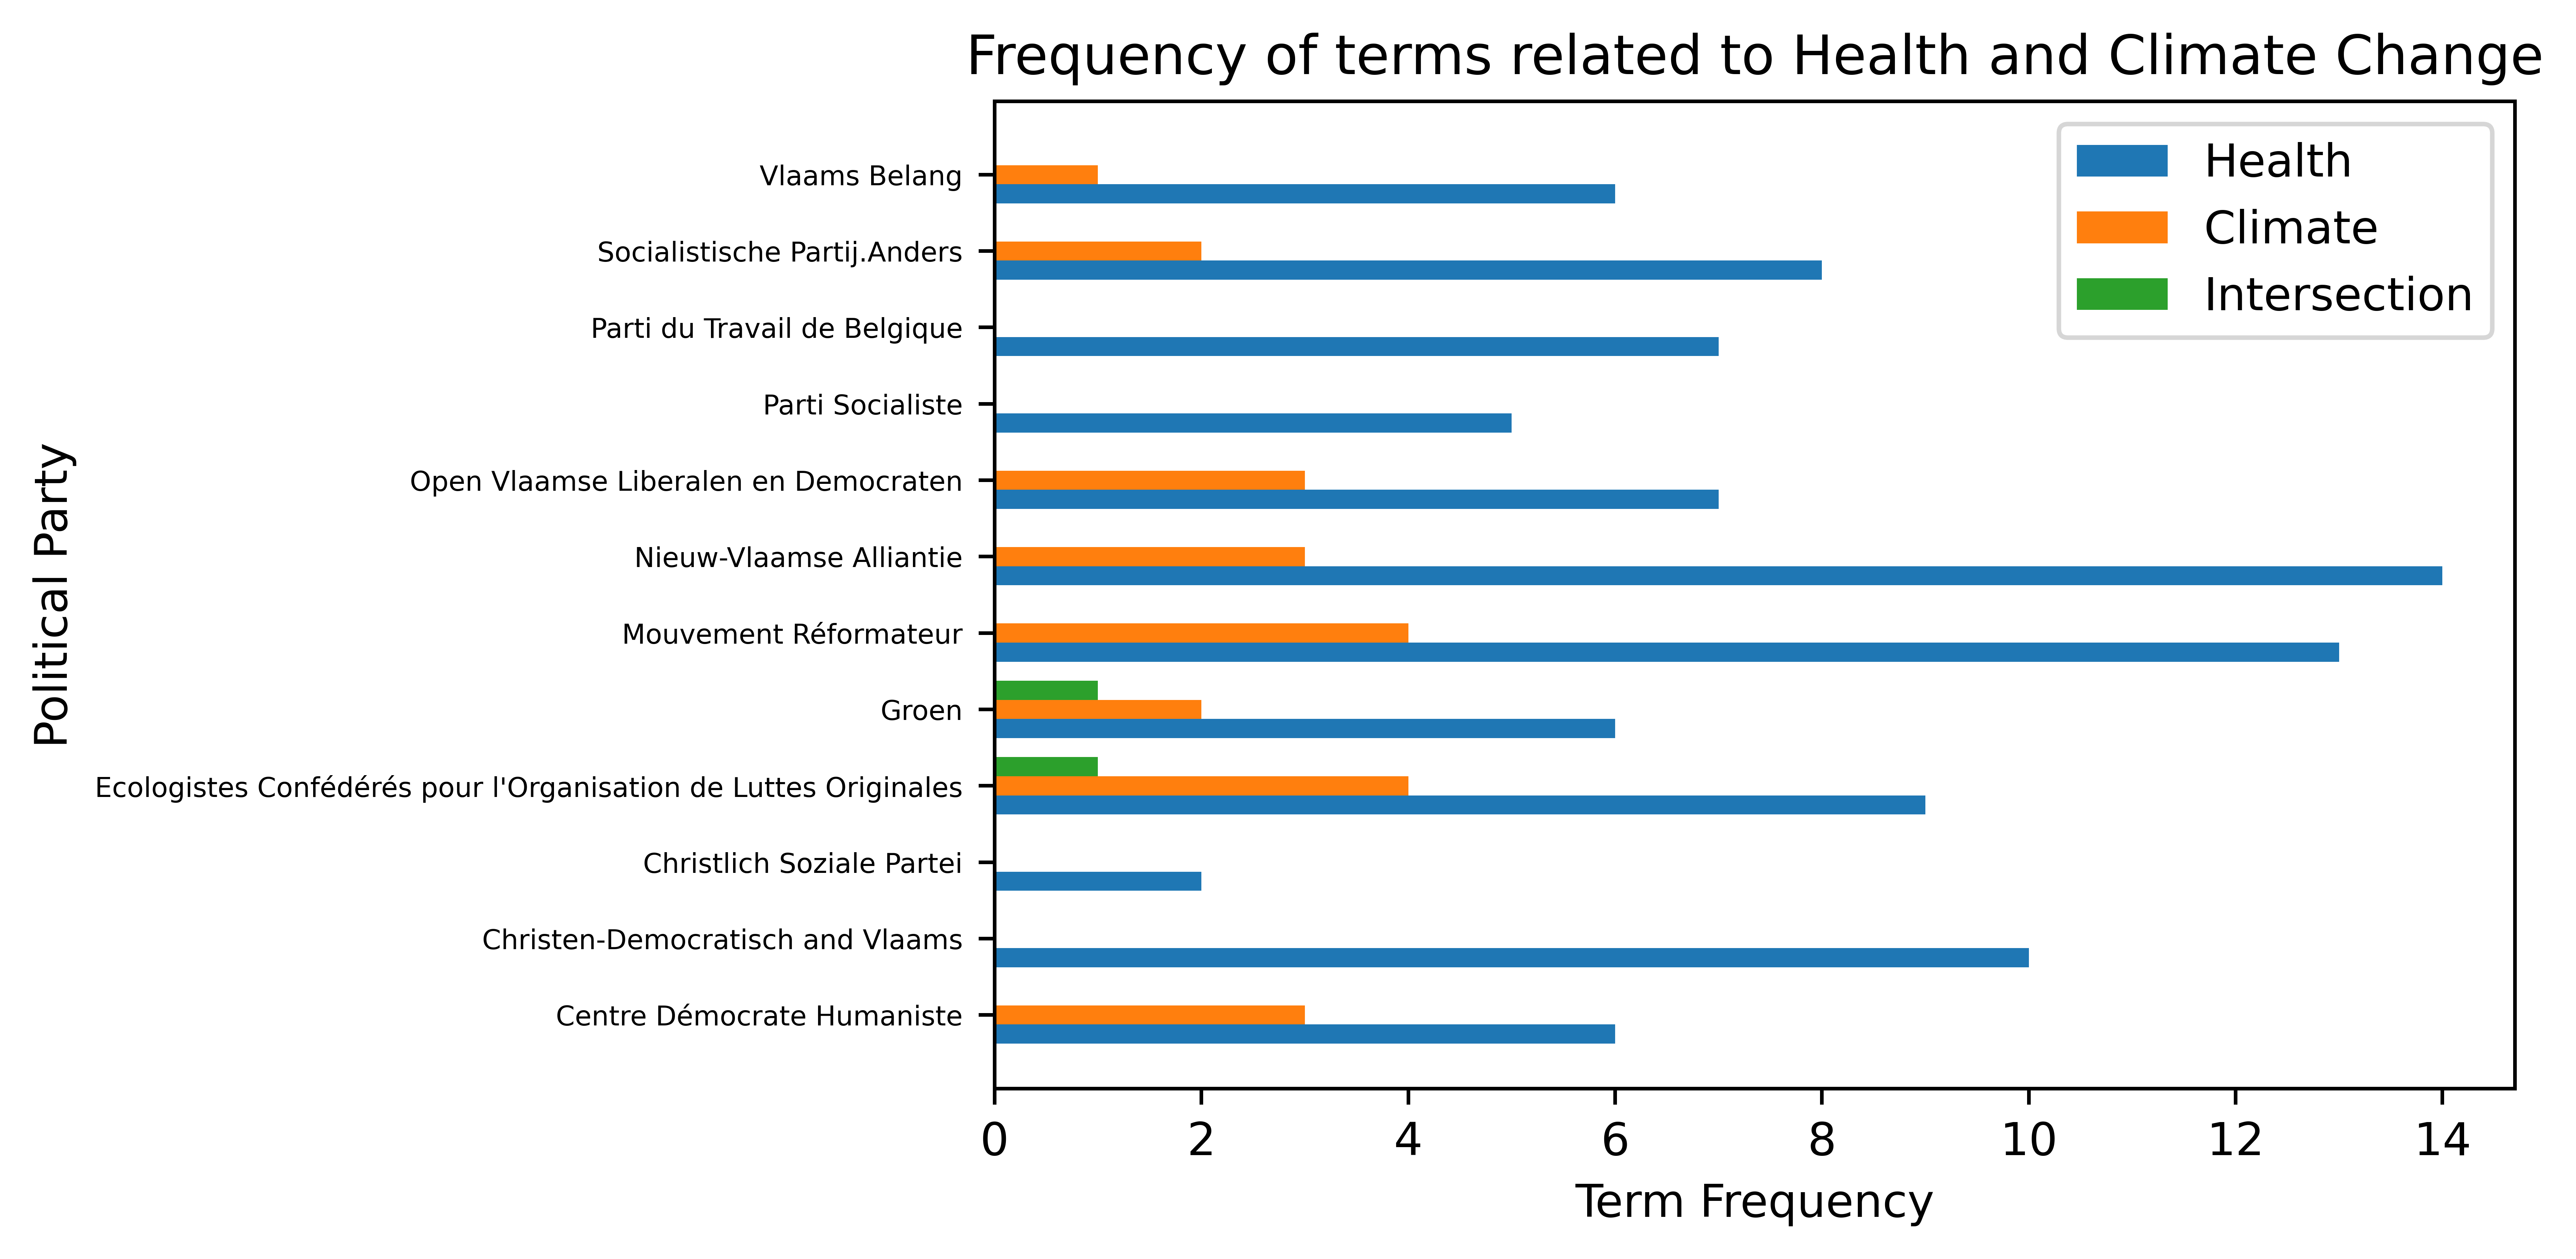 Frequency of terms related to Health and Climate Change
Health
Climate
Intersection
Political Party
Vlaams Belang
Socialistische Partij.Anders
Parti du Travail de Belgique
Parti Socialiste
Open Vlaamse Liberalen en Democraten
Nieuw-Vlaamse Alliantie
Mouvement Réformateur
Groen
Ecologistes Confédérés pour l'Organisation de Luttes Originales
Christlich Soziale Partei
Christen-Democratisch and Vlaams
Centre Démocrate Humaniste
0 2 4 6 8 10 12 14
Term Frequency